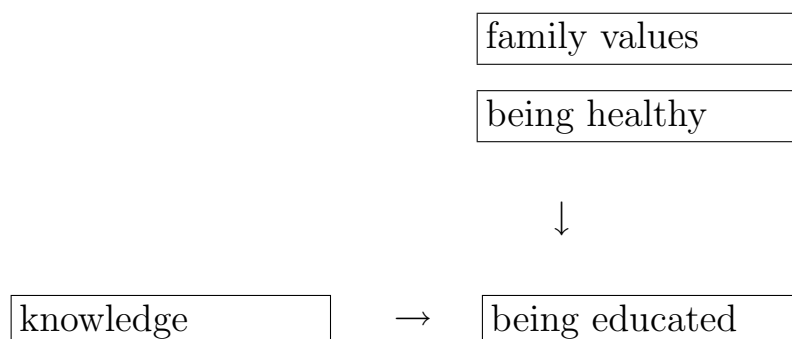 family values
being healthy
↓
knowledge → being educated